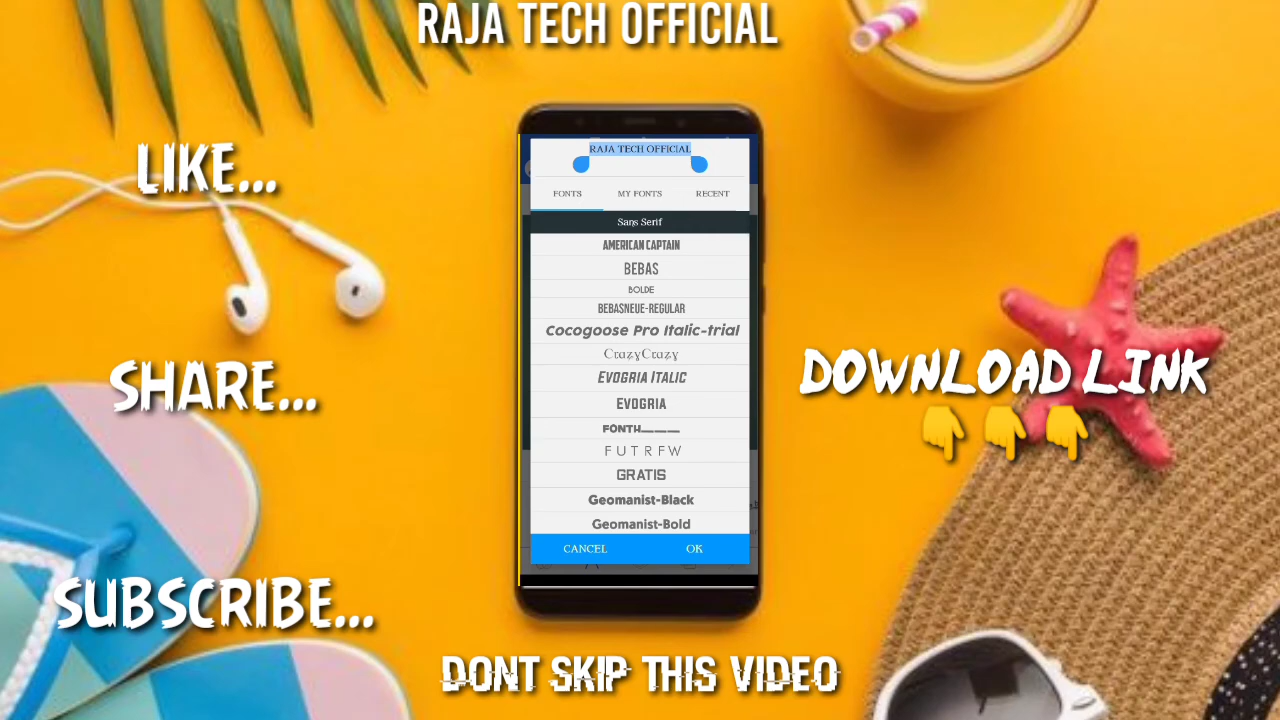 RAJA TECH OFFICIAL
LIKE...
SHARE...
SUBSCRIBE...
RAJA TECH OFFICIAL
FONTS MY FONTS RECENT
Sans Serif
AMERICAN CAPTAIN
BEBAS
BOLDE
BEBASNEUE-REGULAR
Cocogoose Pro Italic-trial
CrazyCrazy
EVOGRIA ITALIC
EVOGRIA
FONTH____
FUTRFW
GRATIS
Geomanist-Black
Geomanist-Bold
CANCEL OK
DOWNLOAD LINK
👇👇👇
DONT SKIP THIS VIDEO